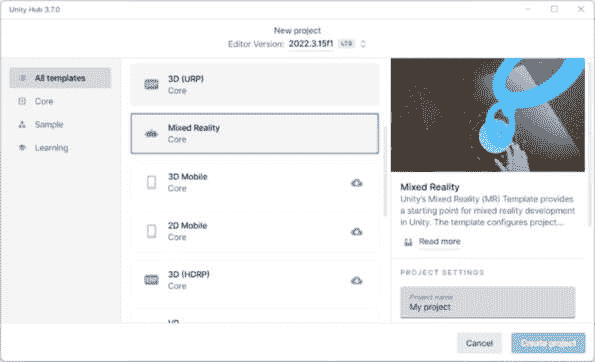 Unity Hub 3.7.0
New project
Editor Version: 2022.3.15f1 LTS
All templates
Core
Sample
Learning
3D (URP)
Core
Mixed Reality
Core
3D Mobile
Core
2D Mobile
Core
3D (HDRP)
Core
Mixed Reality
Unity's Mixed Reality (MR) Template provides
a starting point for mixed reality development
in Unity. The template configures project...
Read more
PROJECT SETTINGS
Project name
My project
Cancel
Create project